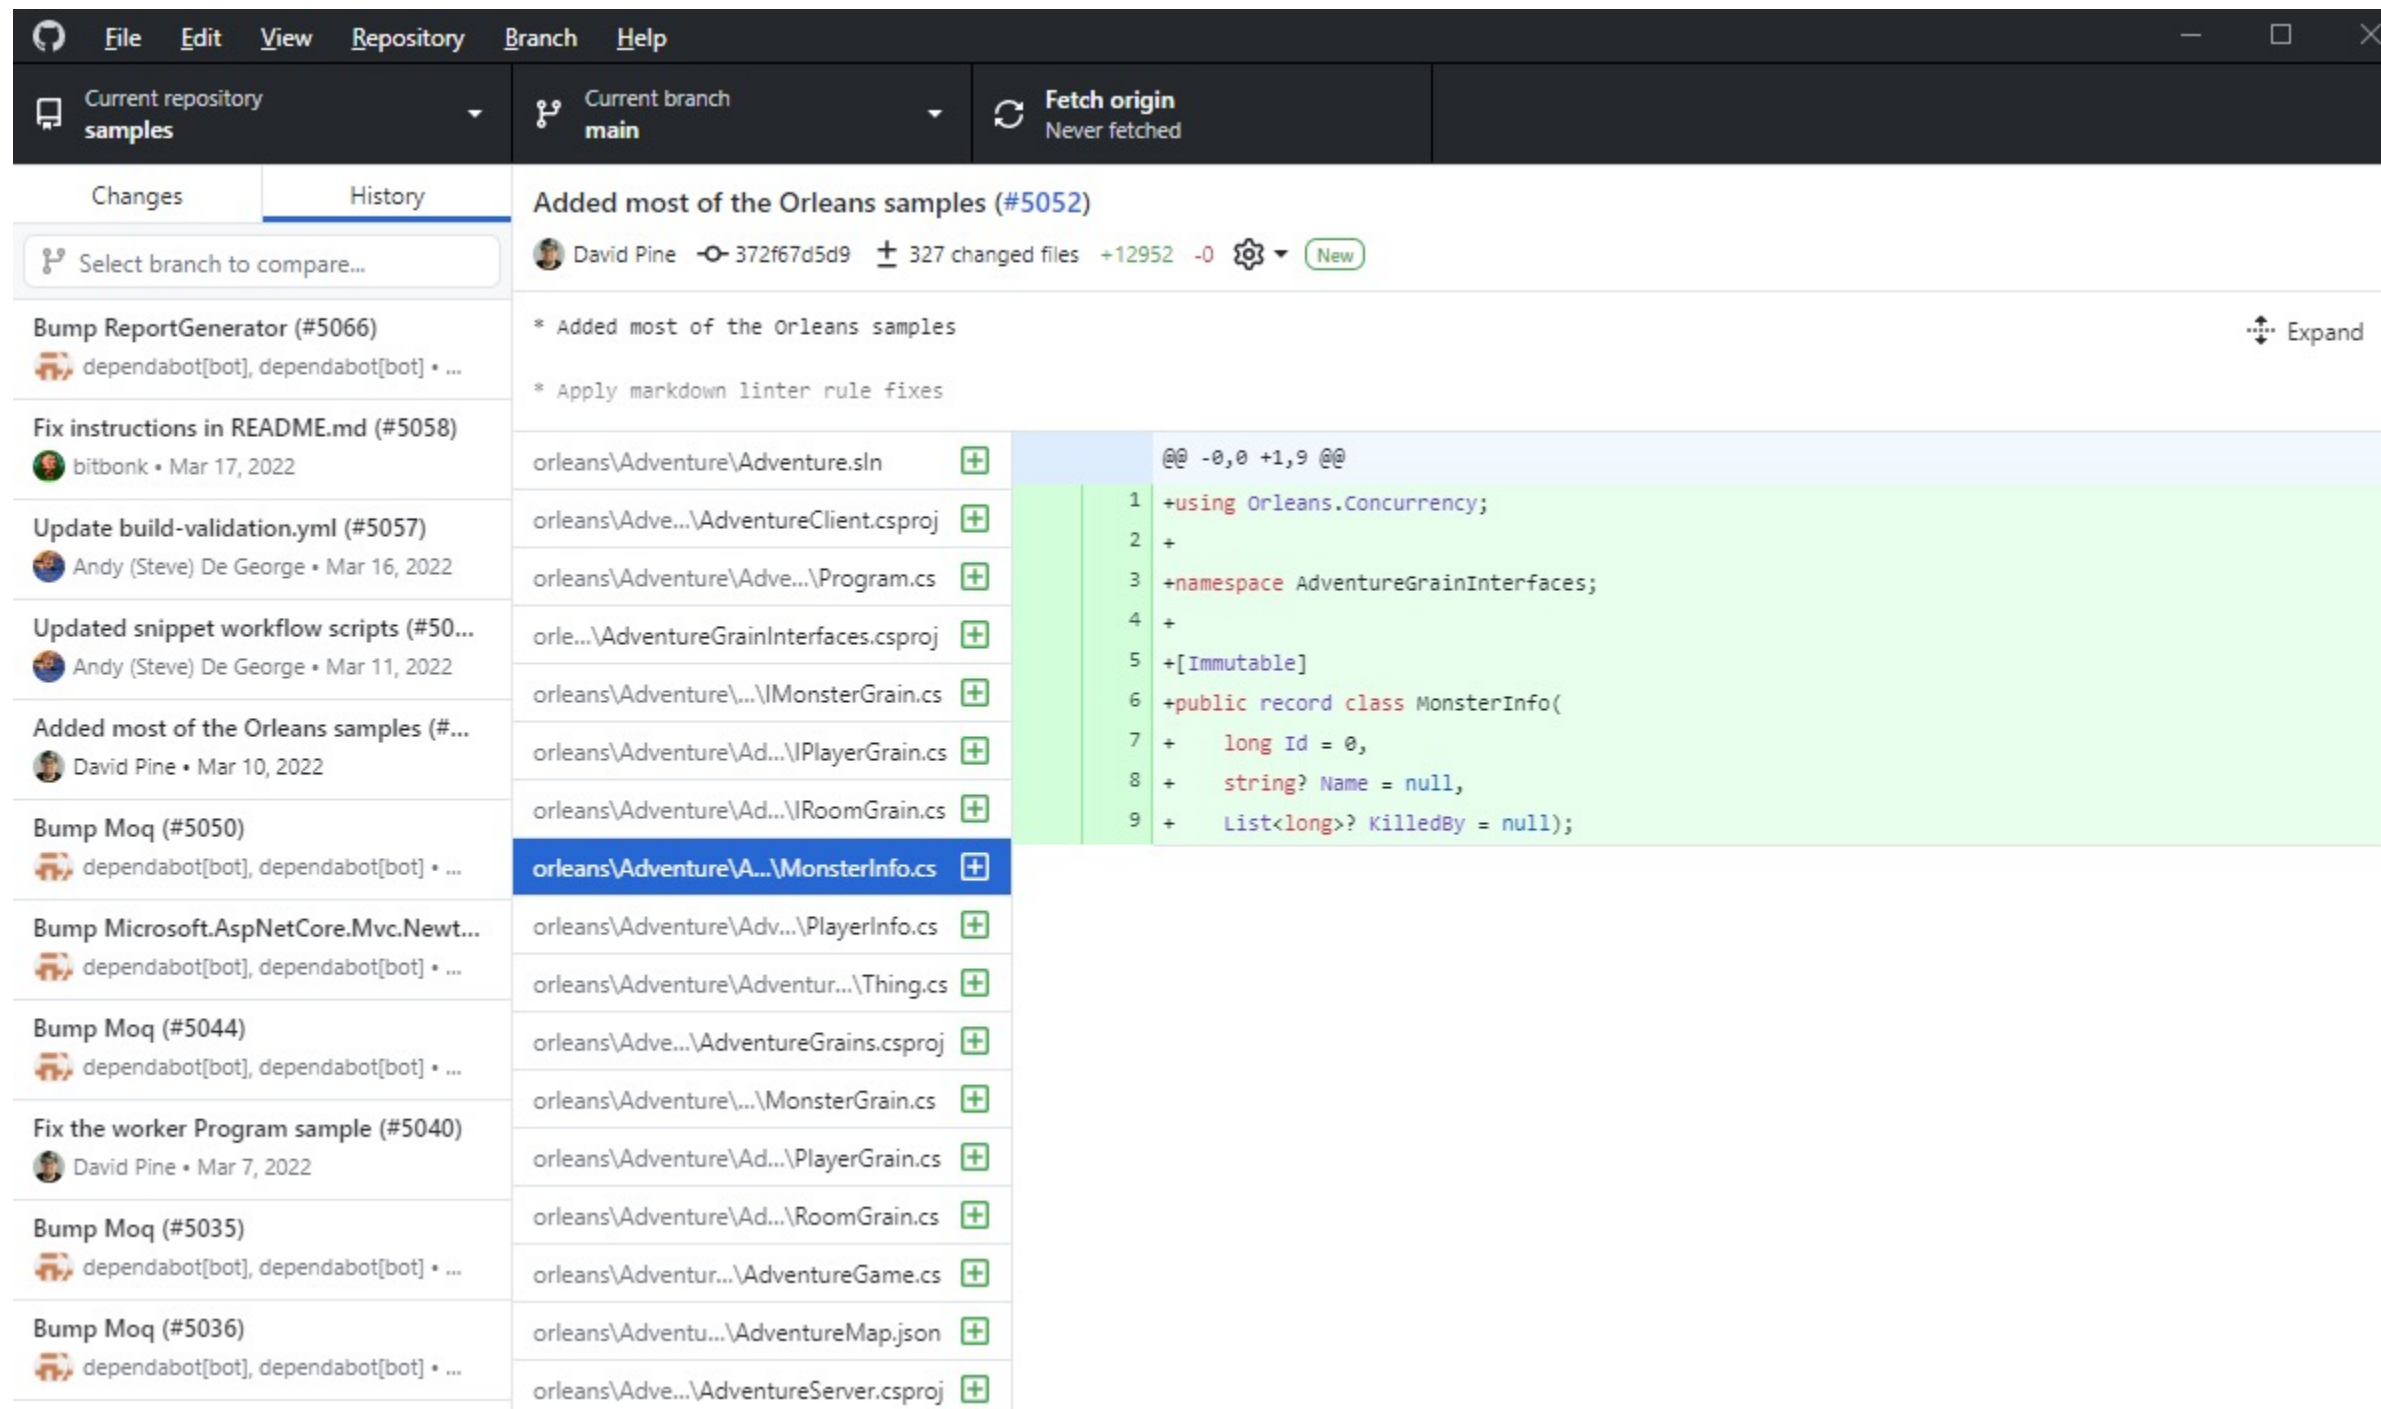 File Edit View Repository Branch Help
Current repository
samples
Current branch
main
Fetch origin
Never fetched
Changes History
Select branch to compare...
Bump ReportGenerator (#5066)
dependabot[bot], dependabot[bot] • ...
Fix instructions in README.md (#5058)
bitbonk • Mar 17, 2022
Update build-validation.yml (#5057)
Andy (Steve) De George • Mar 16, 2022
Updated snippet workflow scripts (#50...
Andy (Steve) De George • Mar 11, 2022
Added most of the Orleans samples (#...
David Pine • Mar 10, 2022
Bump Moq (#5050)
dependabot[bot], dependabot[bot] • ...
Bump Microsoft.AspNetCore.Mvc.Newt...
dependabot[bot], dependabot[bot] • ...
Bump Moq (#5044)
dependabot[bot], dependabot[bot] • ...
Fix the worker Program sample (#5040)
David Pine • Mar 7, 2022
Bump Moq (#5035)
dependabot[bot], dependabot[bot] • ...
Bump Moq (#5036)
dependabot[bot], dependabot[bot] • ...
Added most of the Orleans samples (#5052)
David Pine 372f67d5d9 327 changed files +12952 -0 New
* Added most of the Orleans samples
Expand
* Apply markdown linter rule fixes
orleans\Adventure\Adventure.sln
orleans\Adve...\AdventureClient.csproj
orleans\Adventure\Adve...\Program.cs
orle...\AdventureGrainInterfaces.csproj
orleans\Adventure\...\IMonsterGrain.cs
orleans\Adventure\Ad...\IPlayerGrain.cs
orleans\Adventure\Ad...\IRoomGrain.cs
orleans\Adventure\A...\MonsterInfo.cs
orleans\Adventure\Adv...\PlayerInfo.cs
orleans\Adventure\Adventur...\Thing.cs
orleans\Adve...\AdventureGrains.csproj
orleans\Adventure\...\MonsterGrain.cs
orleans\Adventure\Ad...\PlayerGrain.cs
orleans\Adventure\Ad...\RoomGrain.cs
orleans\Adventur...\AdventureGame.cs
orleans\Adventu...\AdventureMap.json
orleans\Adve...\AdventureServer.csproj
@@ -0,0 +1,9 @@
1 +using Orleans.Concurrency;
2 +
3 +namespace AdventureGrainInterfaces;
4 +
5 +[Immutable]
6 +public record class MonsterInfo(
7 +    long Id = 0,
8 +    string? Name = null,
9 +    List<long>? KilledBy = null);